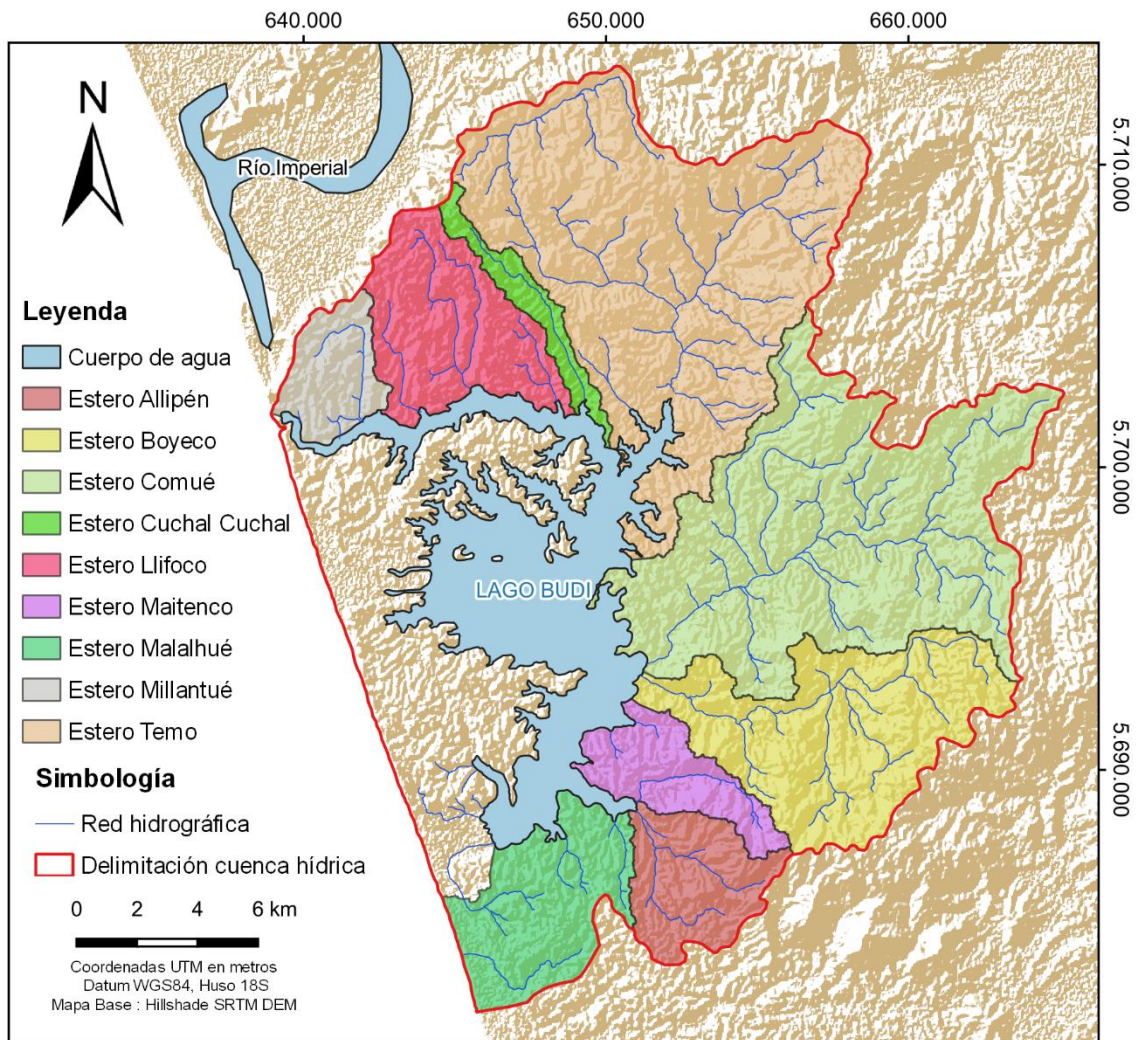 640.000
650.000
660.000
N
Río Imperial
5.710.000
5.700.000
5.690.000
LAGO BUDI
Leyenda
Cuerpo de agua
Estero Allipén
Estero Boyeco
Estero Comué
Estero Cuchal Cuchal
Estero Llifoco
Estero Maitenco
Estero Malalhué
Estero Millantué
Estero Temo
Simbología
Red hidrográfica
Delimitación cuenca hídrica
0 2 4 6 km
Coordenadas UTM en metros
Datum WGS84, Huso 18S
Mapa Base : Hillshade SRTM DEM